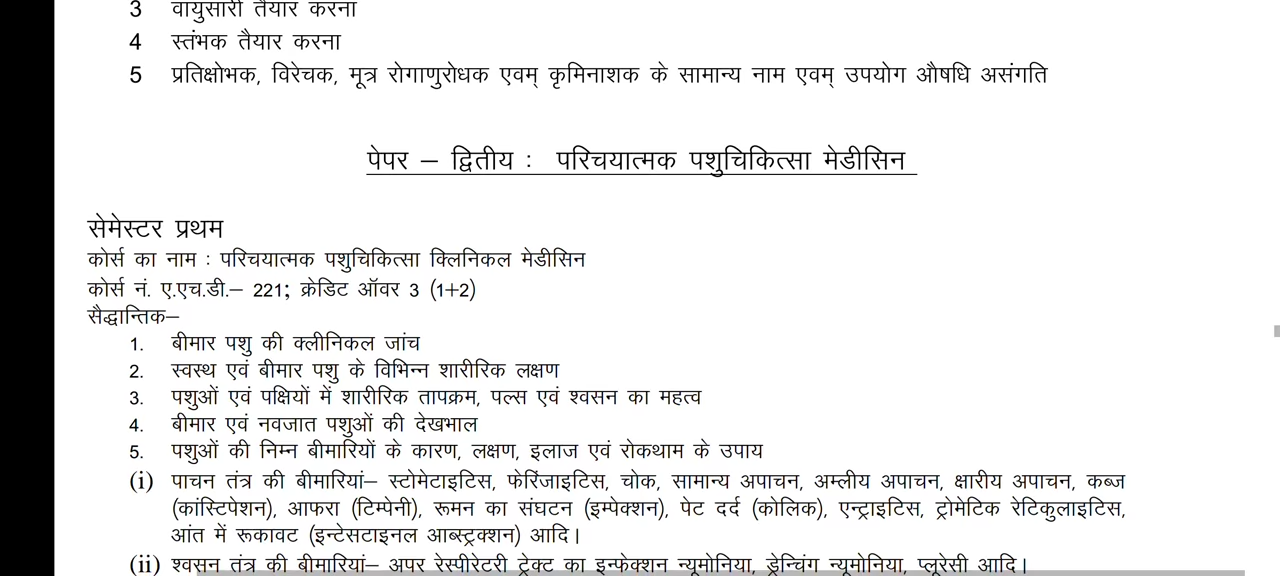 3 वायुसारी तैयार करना
4 स्तंभक तैयार करना
5 प्रतिक्षोभक, विरेचक, मूत्र रोगाणुरोधक एवम् कृमिनाशक के सामान्य नाम एवम् उपयोग औषधि असंगति
पेपर – द्वितीय : परिचयात्मक पशुचिकित्सा मेडीसिन
सेमेस्टर प्रथम
कोर्स का नाम : परिचयात्मक पशुचिकित्सा क्लिनिकल मेडीसिन
कोर्स नं. ए.एच.डी.– 221; क्रेडिट ऑवर 3 (1+2)
सैद्धान्तिक–
1. बीमार पशु की क्लीनिकल जांच
2. स्वस्थ एवं बीमार पशु के विभिन्न शारीरिक लक्षण
3. पशुओं एवं पक्षियों में शारीरिक तापक्रम, पल्स एवं श्वसन का महत्व
4. बीमार एवं नवजात पशुओं की देखभाल
5. पशुओं की निम्न बीमारियों के कारण, लक्षण, इलाज एवं रोकथाम के उपाय
(i) पाचन तंत्र की बीमारियां– स्टोमेटाइटिस, फेरिंजाइटिस, चोक, सामान्य अपाचन, अम्लीय अपाचन, क्षारीय अपाचन, कब्ज
(कांस्टिपेशन), आफरा (टिम्पेनी), रूमन का संघटन (इम्पेक्शन), पेट दर्द (कोलिक), एन्ट्राइटिस, ट्रोमेटिक रेटिकुलाइटिस,
आंत में रूकावट (इन्टेसटाइनल आब्स्ट्रक्शन) आदि।
(ii) श्वसन तंत्र की बीमारियां– अपर रेस्पीरेटरी ट्रेक्ट का इन्फेक्शन न्यूमोनिया, ड्रेन्चिंग न्यूमोनिया, प्लूरेसी आदि।